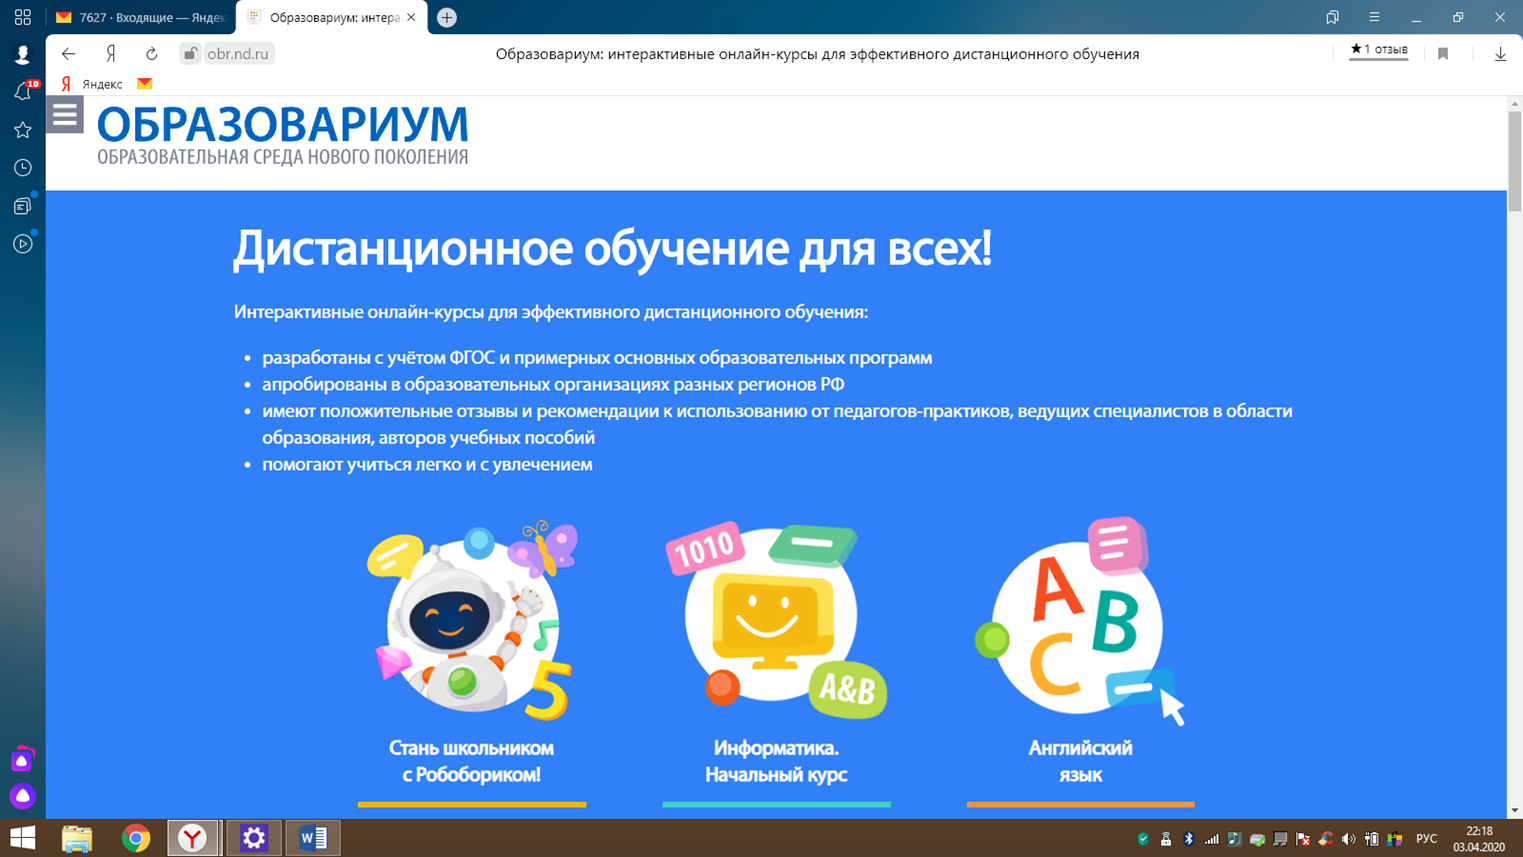 7627 · Входящие — Яндек
Образовариум: интера
obr.nd.ru
Образовариум: интерактивные онлайн-курсы для эффективного дистанционного обучения
★1 отзыв
10
Я Яндекс
ОБРАЗОВАРИУМ
ОБРАЗОВАТЕЛЬНАЯ СРЕДА НОВОГО ПОКОЛЕНИЯ
Дистанционное обучение для всех!
Интерактивные онлайн-курсы для эффективного дистанционного обучения:
• разработаны с учётом ФГОС и примерных основных образовательных программ
• апробированы в образовательных организациях разных регионов РФ
• имеют положительные отзывы и рекомендации к использованию от педагогов-практиков, ведущих специалистов в области
образования, авторов учебных пособий
• помогают учиться легко и с увлечением
5
1010
A&B
A
B
C
Стань школьником
с Робобориком!
Информатика.
Начальный курс
Английский
язык
РУС
22:18
03.04.2020